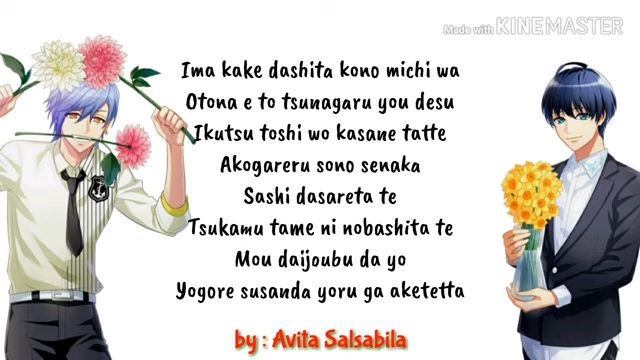 Made with KINEMASTER
Ima kake dashita kono michi wa
Otona e to tsunagaru you desu
Ikutsu toshi wo kasane tatte
Akogareru sono senaka
Sashi dasareta te
Tsukamu tame ni nobashita te
Mou daijoubu da yo
Yogore susanda yoru ga aketetta
by : Avita Salsabila